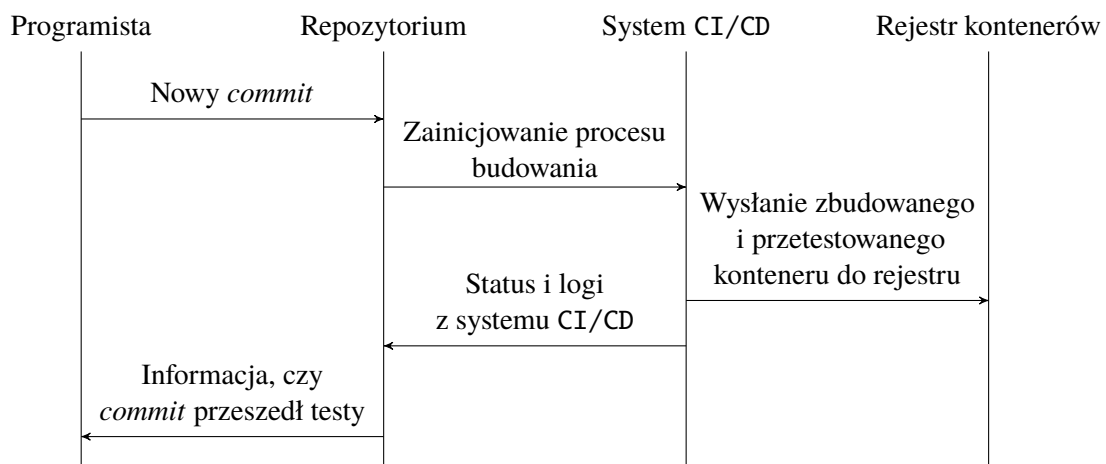 Programista Repozytorium System CI/CD Rejestr kontenerów
Nowy commit
Zainicjowanie procesu
budowania
Wysłanie zbudowanego
i przetestowanego
konteneru do rejestru
Status i logi
z systemu CI/CD
Informacja, czy
commit przeszedł testy